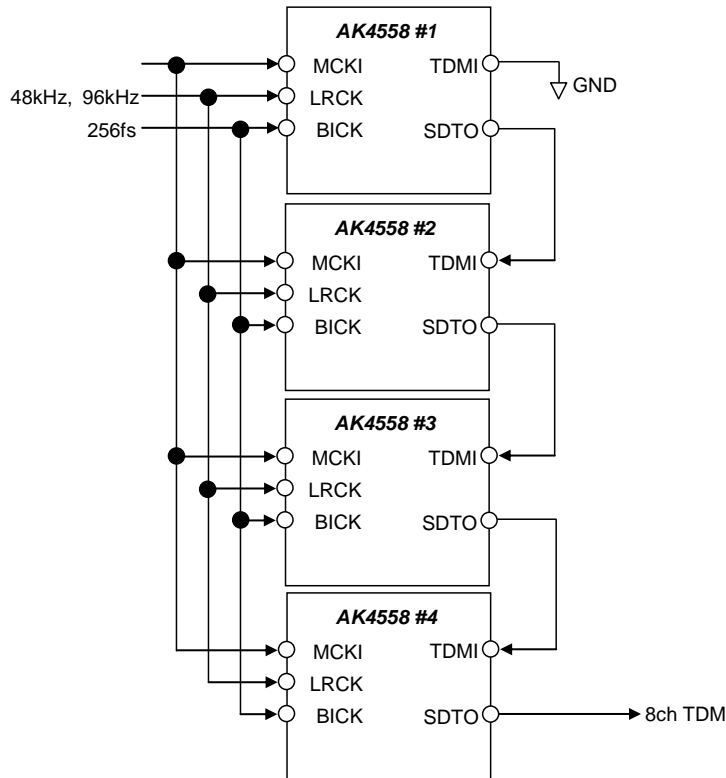 AK4558 #1
MCKI TDMI
GND
48kHz, 96kHz
LRCK
256fs
BICK SDTO
AK4558 #2
MCKI TDMI
LRCK
BICK SDTO
AK4558 #3
MCKI TDMI
LRCK
BICK SDTO
AK4558 #4
MCKI TDMI
LRCK
BICK SDTO
8ch TDM